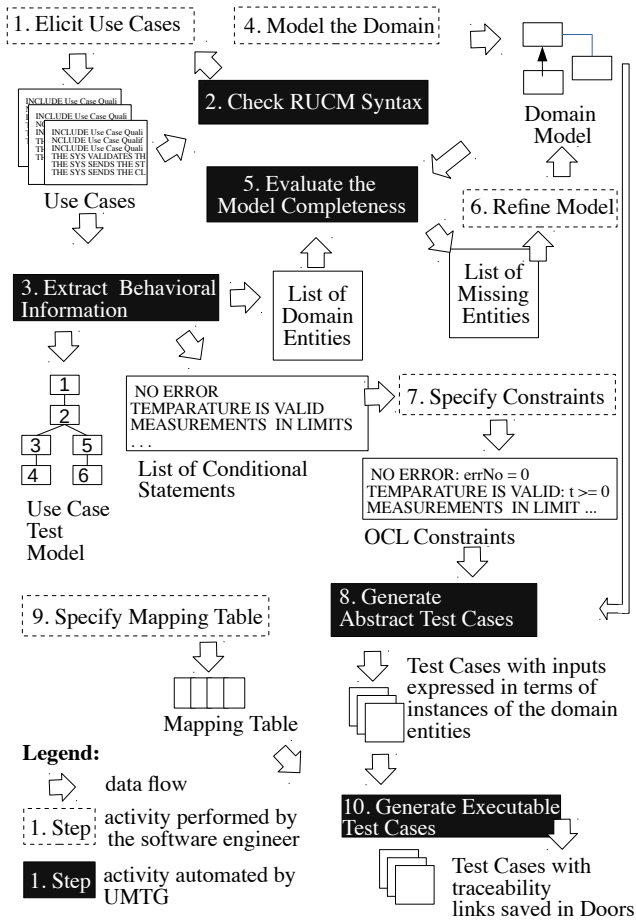 1. Elicit Use Cases
4. Model the Domain
2. Check RUCM Syntax
Domain
Model
INCLUDE Use Case Quali
INCLUDE Use Case Quali
INCLUDE Use Case Quali
NCLUDE Use Case Qualif
INCLUDE Use Case Quali
THE SYS VALIDATES TH
THE SYS SENDS THE ST
THE SYS SENDS THE CL
Use Cases
5. Evaluate the
Model Completeness
6. Refine Model
3. Extract Behavioral
Information
List of
Domain
Entities
List of
Missing
Entities
1
2
3
5
4
6
Use Case
Test
Model
NO ERROR
TEMPARATURE IS VALID
MEASUREMENTS IN LIMITS
. . .
List of Conditional
Statements
7. Specify Constraints
NO ERROR: errNo = 0
TEMPARATURE IS VALID: t >= 0
MEASUREMENTS IN LIMIT ...
OCL Constraints
8. Generate
Abstract Test Cases
9. Specify Mapping Table
Mapping Table
Test Cases with inputs
expressed in terms of
instances of the domain
entities
Legend:
data flow
1. Step
activity performed by
the software engineer
1. Step
activity automated by
UMTG
10. Generate Executable
Test Cases
Test Cases with
traceability
links saved in Doors